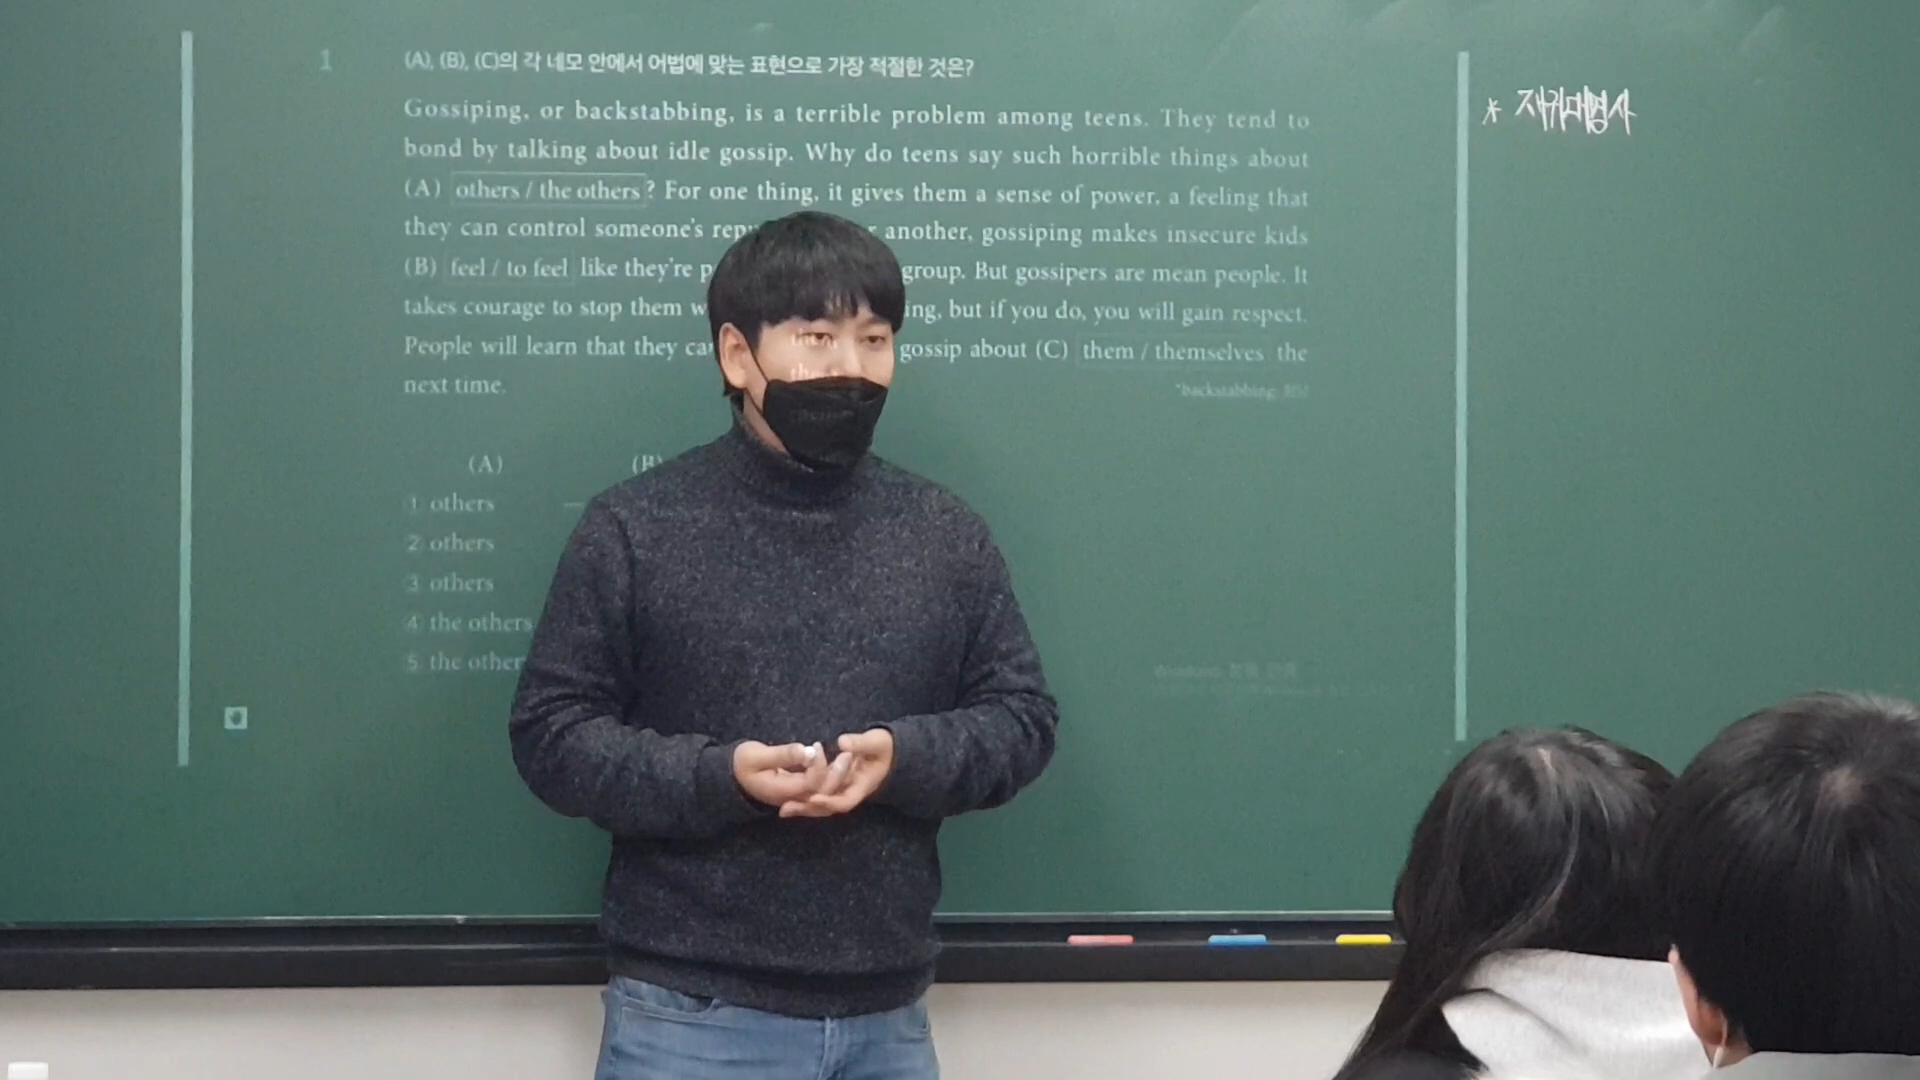 1 (A), (B), (C)의 각 네모 안에서 어법에 맞는 표현으로 가장 적절한 것은?
Gossiping, or backstabbing, is a terrible problem among teens. They tend to
bond by talking about idle gossip. Why do teens say such horrible things about
(A) others / the others ? For one thing, it gives them a sense of power, a feeling that
they can control someone's another, gossiping makes insecure kids
(B) feel / to feel like they're group. But gossipers are mean people. It
takes courage to stop them but if you do, you will gain respect.
People will learn that they gossip about (C) them / themselves the
next time.
*backstabbing:
(A) (B)
① others
② others
③ others
④ the others
⑤ the
* 재귀대명사